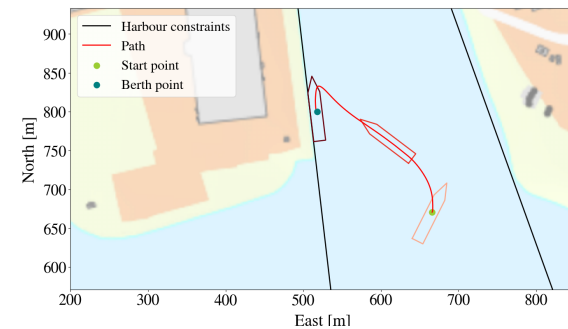 Harbour constraints
Path
Start point
Berth point
North [m]
900
850
800
750
700
650
600
200 300 400 500 600 700 800
East [m]